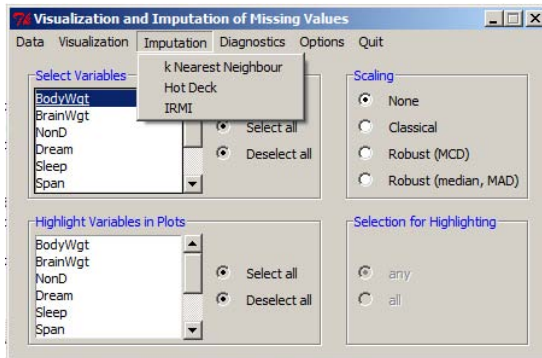 Visualization and Imputation of Missing Values
Data Visualization Imputation Diagnostics Options Quit
k Nearest Neighbour
Hot Deck
IRMI
Select Variables
BodyWgt
BrainWgt
NonD
Dream
Sleep
Span
Select all
Deselect all
Scaling
None
Classical
Robust (MCD)
Robust (median, MAD)
Highlight Variables in Plots
BodyWgt
BrainWgt
NonD
Dream
Sleep
Span
Select all
Deselect all
Selection for Highlighting
any
all